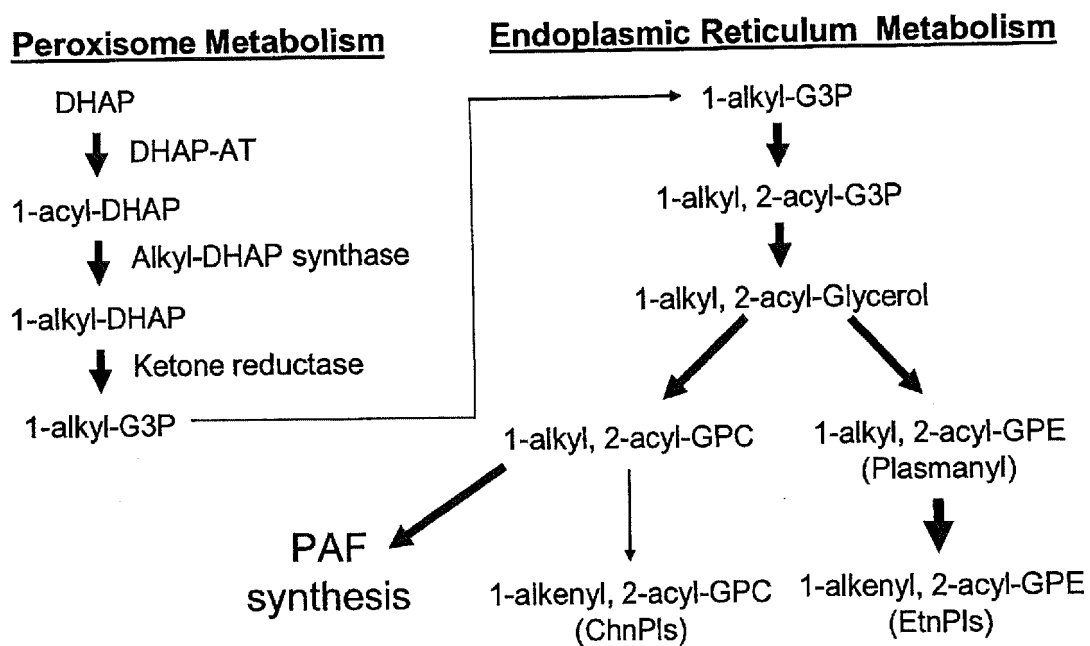 Peroxisome Metabolism
DHAP
DHAP-AT
1-acyl-DHAP
Alkyl-DHAP synthase
1-alkyl-DHAP
Ketone reductase
1-alkyl-G3P
Endoplasmic Reticulum Metabolism
1-alkyl-G3P
1-alkyl, 2-acyl-G3P
1-alkyl, 2-acyl-Glycerol
1-alkyl, 2-acyl-GPC
1-alkyl, 2-acyl-GPE
(Plasmanyl)
PAF
synthesis
1-alkenyl, 2-acyl-GPC
(ChnPls)
1-alkenyl, 2-acyl-GPE
(EtnPls)